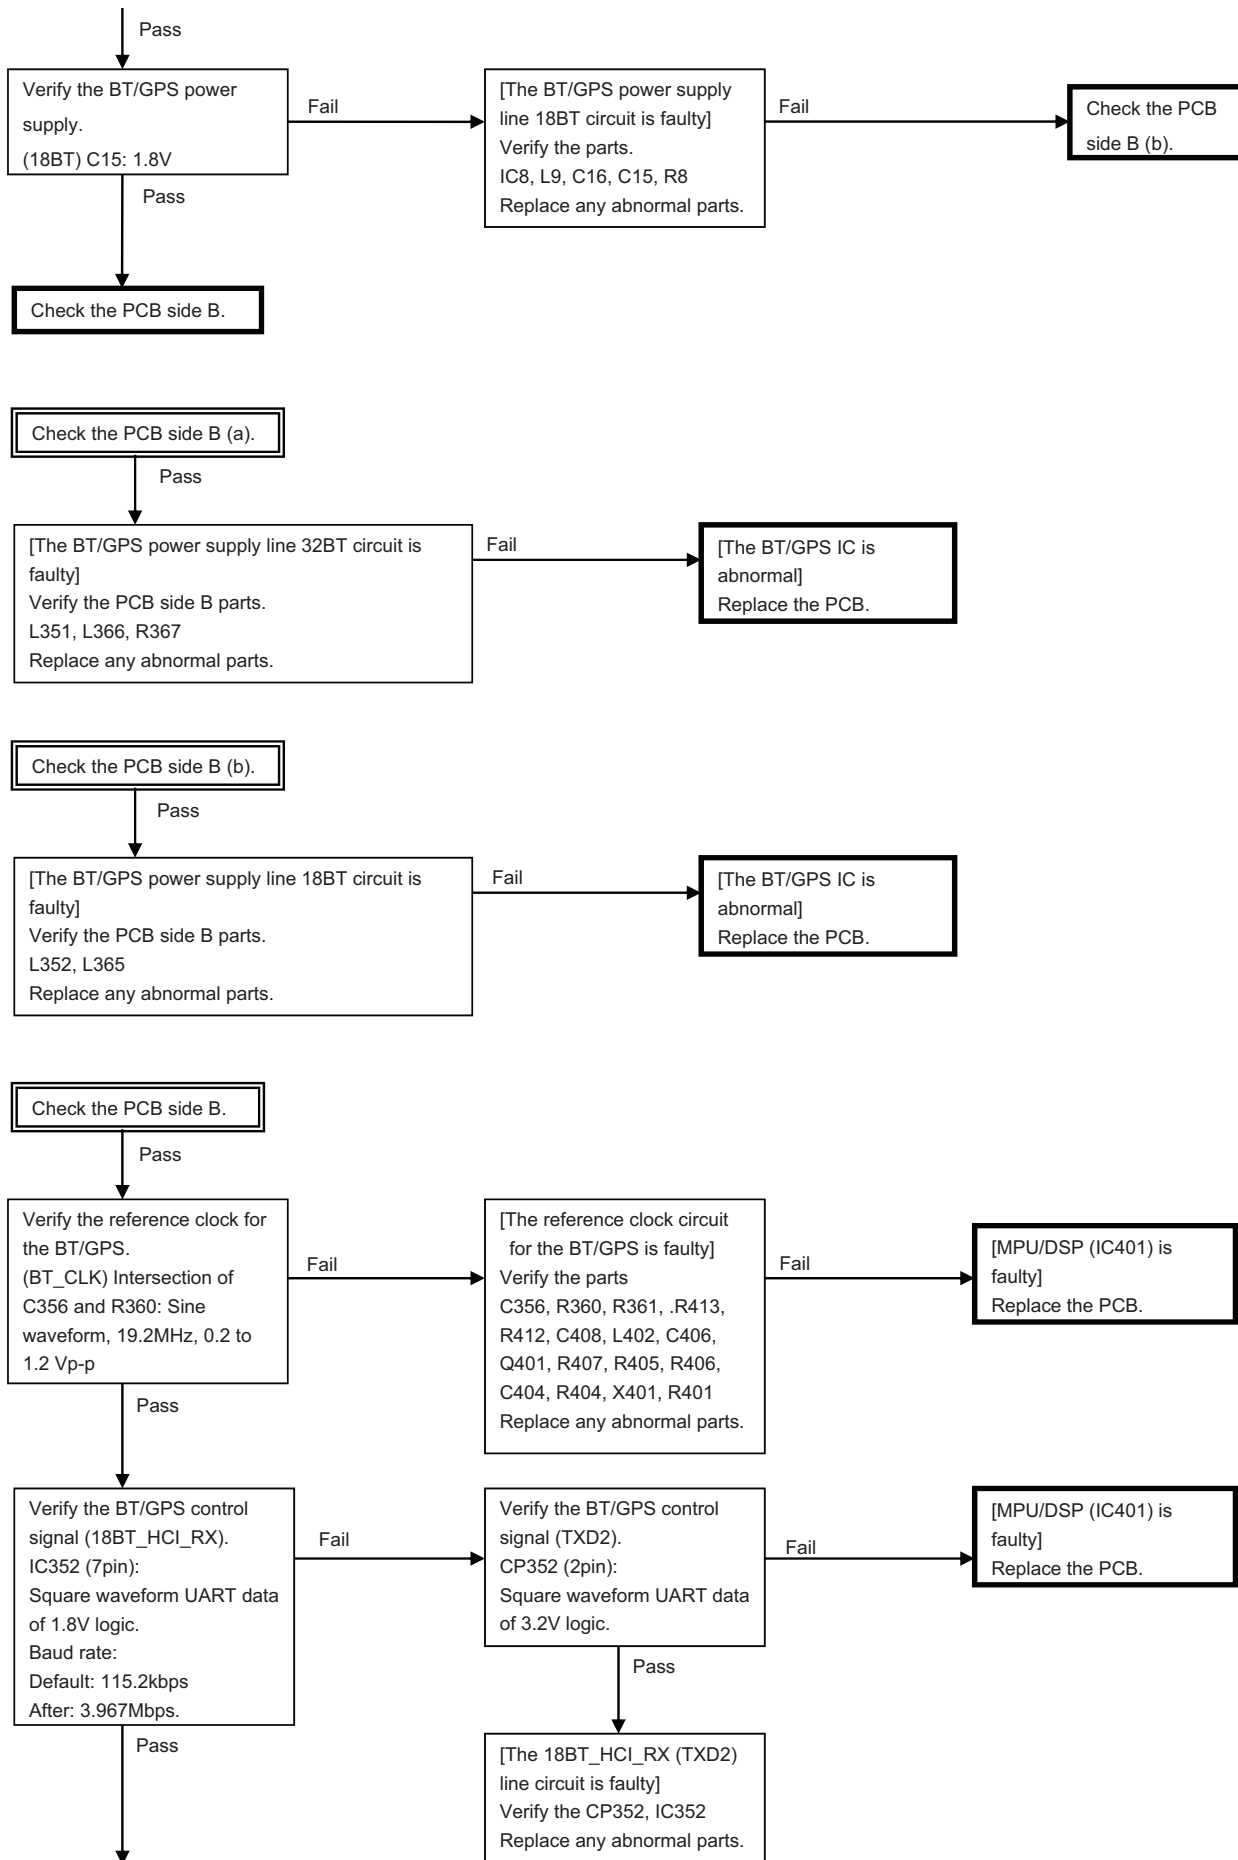 Pass
Verify the BT/GPS power
supply.
(18BT) C15: 1.8V
Fail
[The BT/GPS power supply
line 18BT circuit is faulty]
Verify the parts.
IC8, L9, C16, C15, R8
Replace any abnormal parts.
Fail
Check the PCB
side B (b).
Pass
Check the PCB side B.
Check the PCB side B (a).
Pass
[The BT/GPS power supply line 32BT circuit is
faulty]
Verify the PCB side B parts.
L351, L366, R367
Replace any abnormal parts.
Fail
[The BT/GPS IC is
abnormal]
Replace the PCB.
Check the PCB side B (b).
Pass
[The BT/GPS power supply line 18BT circuit is
faulty]
Verify the PCB side B parts.
L352, L365
Replace any abnormal parts.
Fail
[The BT/GPS IC is
abnormal]
Replace the PCB.
Check the PCB side B.
Pass
Verify the reference clock for
the BT/GPS.
(BT_CLK) Intersection of
C356 and R360: Sine
waveform, 19.2MHz, 0.2 to
1.2 Vp-p
Fail
[The reference clock circuit
for the BT/GPS is faulty]
Verify the parts
C356, R360, R361, .R413,
R412, C408, L402, C406,
Q401, R407, R405, R406,
C404, R404, X401, R401
Replace any abnormal parts.
Fail
[MPU/DSP (IC401) is
faulty]
Replace the PCB.
Pass
Verify the BT/GPS control
signal (18BT_HCI_RX).
IC352 (7pin):
Square waveform UART data
of 1.8V logic.
Baud rate:
Default: 115.2kbps
After: 3.967Mbps.
Fail
Verify the BT/GPS control
signal (TXD2).
CP352 (2pin):
Square waveform UART data
of 3.2V logic.
Fail
[MPU/DSP (IC401) is
faulty]
Replace the PCB.
Pass
Pass
[The 18BT_HCI_RX (TXD2)
line circuit is faulty]
Verify the CP352, IC352
Replace any abnormal parts.